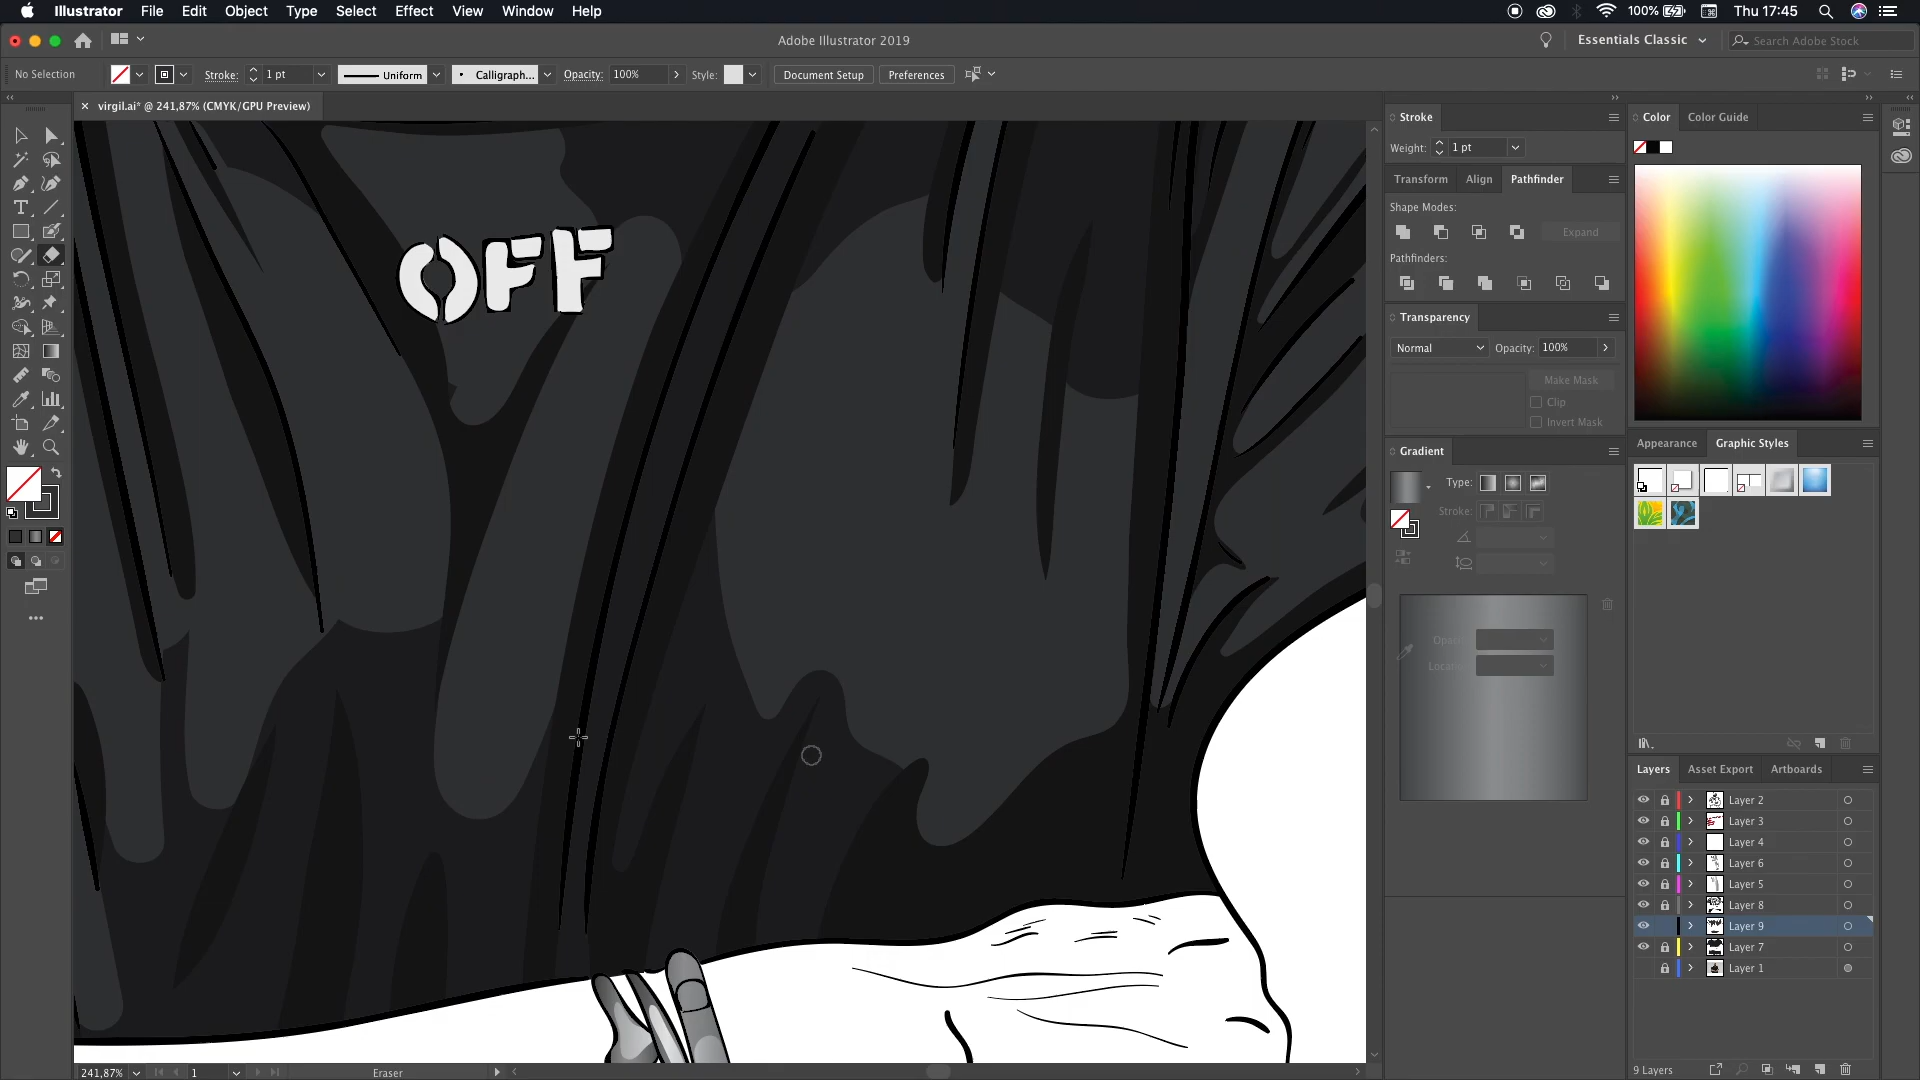 Illustrator File Edit Object Type Select Effect View Window Help 100% Thu 17:45
Adobe Illustrator 2019 Essentials Classic Search Adobe Stock
No Selection Stroke: 1 pt Uniform Calligraph... Opacity: 100% Style: Document Setup Preferences
virgil.ai* @ 241,87% (CMYK/GPU Preview)
OFF
Stroke
Weight: 1 pt
Transform Align Pathfinder
Shape Modes:
Expand
Pathfinders:
Transparency
Normal Opacity: 100%
Make Mask
Clip
Invert Mask
Gradient
Type:
Stroke:
Color Color Guide
Appearance Graphic Styles
Layers Asset Export Artboards
Layer 2
Layer 3
Layer 4
Layer 6
Layer 5
Layer 8
Layer 9
Layer 7
Layer 1
9 Layers
241,87% 1 Eraser